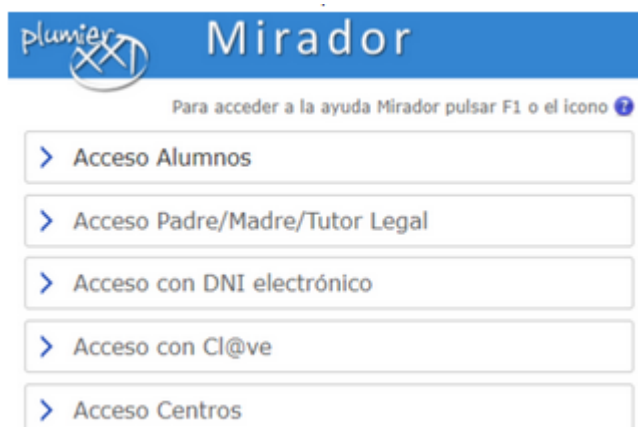 plumier XXI
Mirador
Para acceder a la ayuda Mirador pulsar F1 o el icono ?
Acceso Alumnos
Acceso Padre/Madre/Tutor Legal
Acceso con DNI electrónico
Acceso con Cl@ve
Acceso Centros